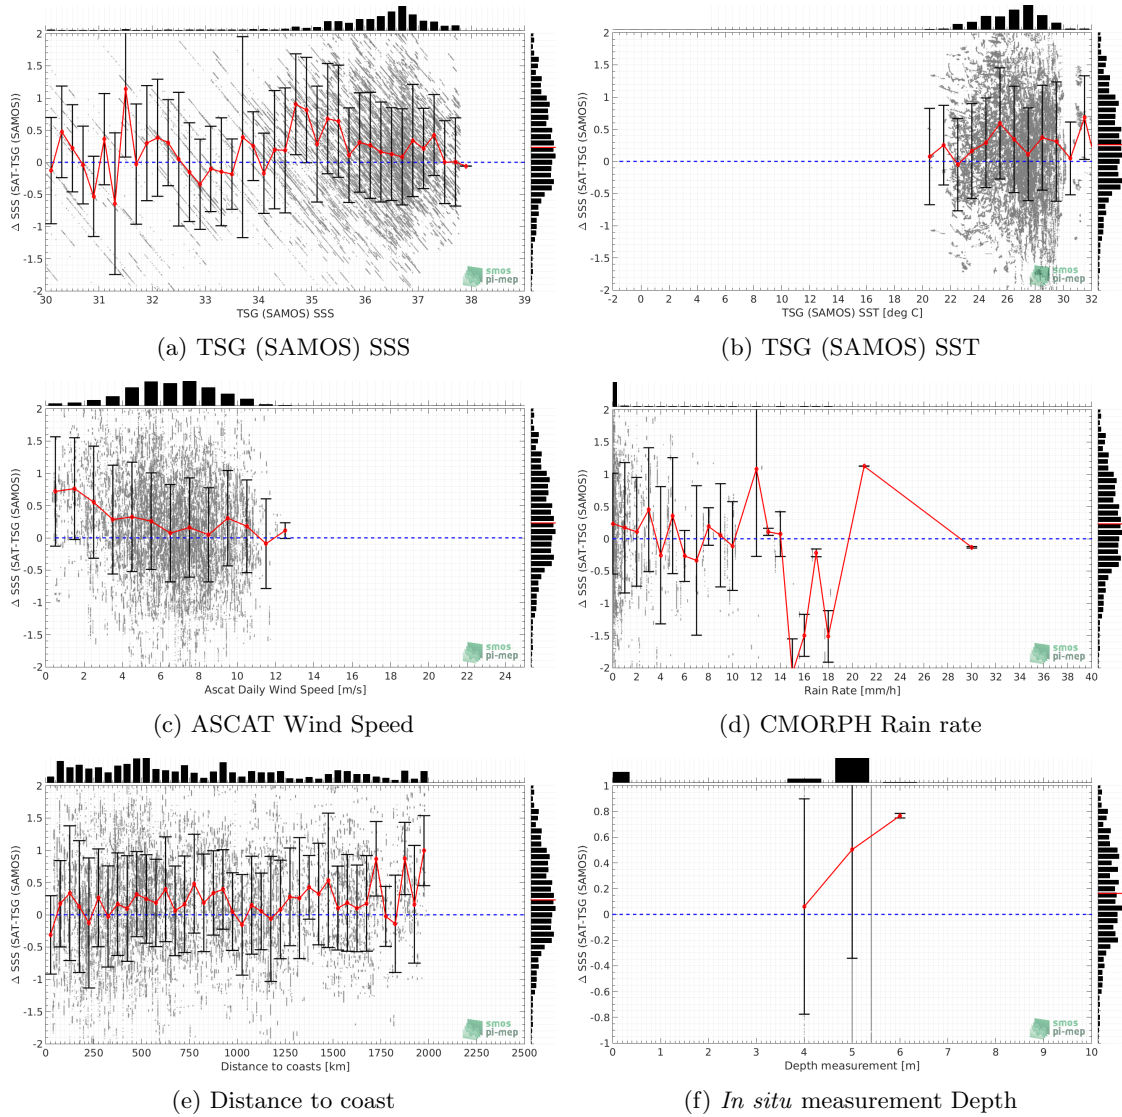 Δ SSS (SAT-TSG (SAMOS))
2
1.5
1
0.5
0
-0.5
-1
-1.5
-2
30 31 32 33 34 35 36 37 38 39
TSG (SAMOS) SSS
smos
pi-mep
(a) TSG (SAMOS) SSS
Δ SSS (SAT-TSG (SAMOS))
2
1.5
1
0.5
0
-0.5
-1
-1.5
-2
-2 0 2 4 6 8 10 12 14 16 18 20 22 24 26 28 30 32
TSG (SAMOS) SST [deg C]
smos
pi-mep
(b) TSG (SAMOS) SST
Δ SSS (SAT-TSG (SAMOS))
2
1.5
1
0.5
0
-0.5
-1
-1.5
-2
0 2 4 6 8 10 12 14 16 18 20 22 24
Ascat Daily Wind Speed [m/s]
smos
pi-mep
(c) ASCAT Wind Speed
Δ SSS (SAT-TSG (SAMOS))
2
1.5
1
0.5
0
-0.5
-1
-1.5
-2
0 2 4 6 8 10 12 14 16 18 20 22 24 26 28 30 32 34 36 38 40
Rain Rate [mm/h]
smos
pi-mep
(d) CMORPH Rain rate
Δ SSS (SAT-TSG (SAMOS))
2
1.5
1
0.5
0
-0.5
-1
-1.5
-2
0 250 500 750 1000 1250 1500 1750 2000 2250 2500
Distance to coasts [km]
smos
pi-mep
(e) Distance to coast
Δ SSS (SAT-TSG (SAMOS))
1
0.8
0.6
0.4
0.2
0
-0.2
-0.4
-0.6
-0.8
-1
0 1 2 3 4 5 6 7 8 9 10
Depth measurement [m]
smos
pi-mep
(f) In situ measurement Depth